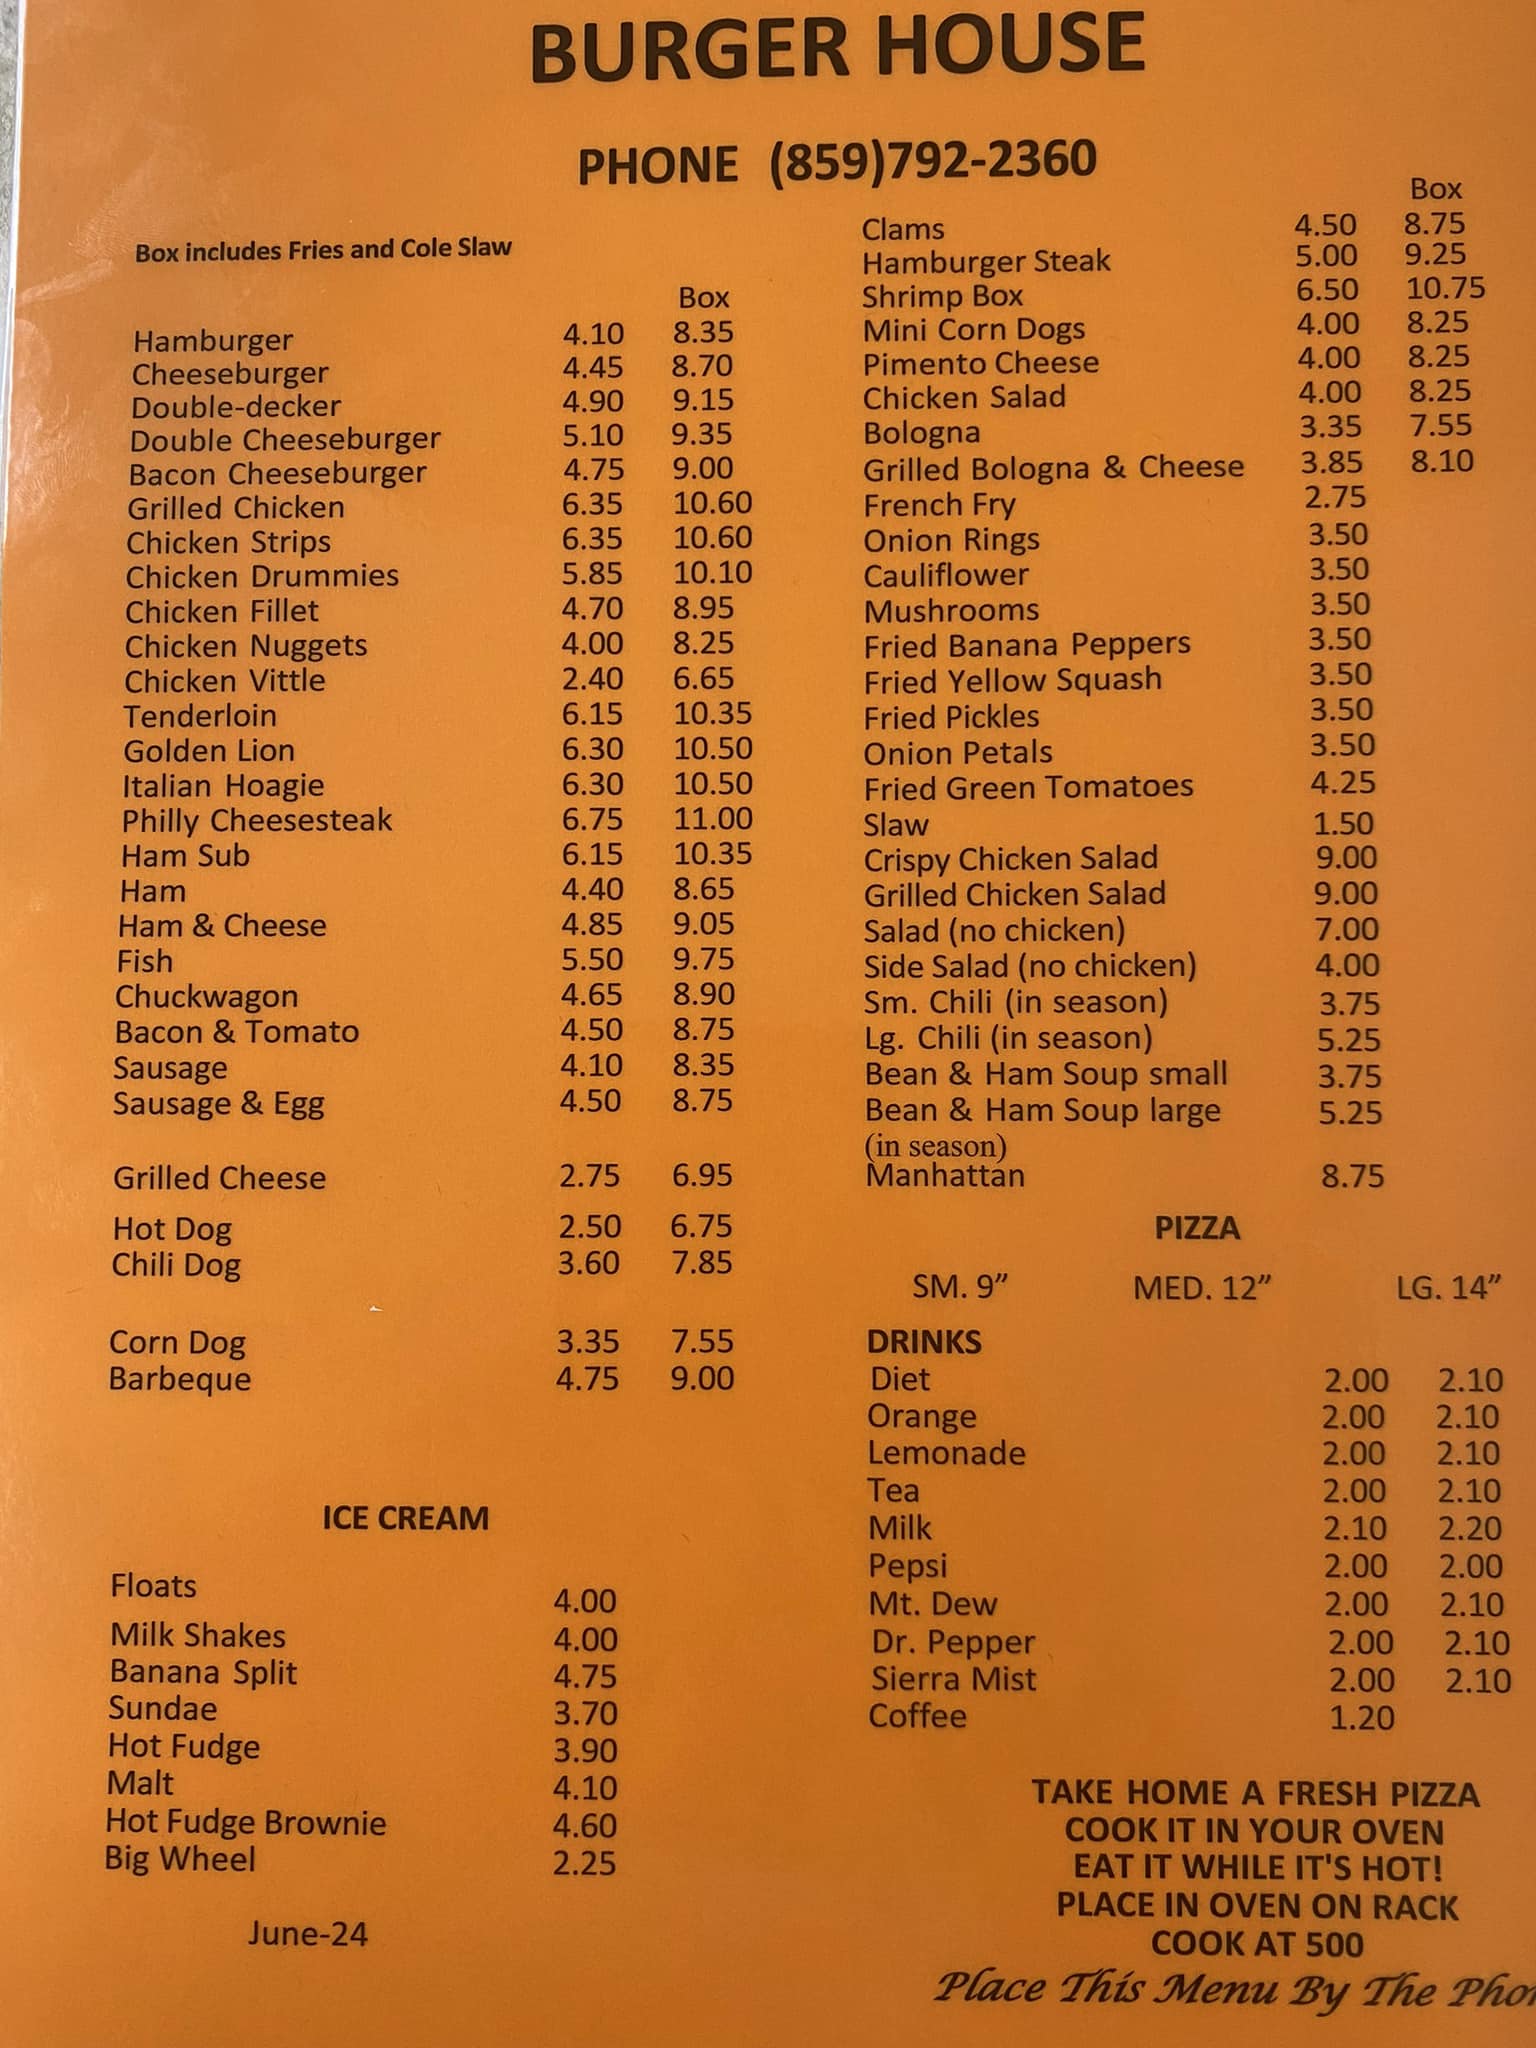 BURGER HOUSE
PHONE (859)792-2360
Box includes Fries and Cole Slaw
Box
Hamburger 4.10 8.35
Cheeseburger 4.45 8.70
Double-decker 4.90 9.15
Double Cheeseburger 5.10 9.35
Bacon Cheeseburger 4.75 9.00
Grilled Chicken 6.35 10.60
Chicken Strips 6.35 10.60
Chicken Drummies 5.85 10.10
Chicken Fillet 4.70 8.95
Chicken Nuggets 4.00 8.25
Chicken Vittle 2.40 6.65
Tenderloin 6.15 10.35
Golden Lion 6.30 10.50
Italian Hoagie 6.30 10.50
Philly Cheesesteak 6.75 11.00
Ham Sub 6.15 10.35
Ham 4.40 8.65
Ham & Cheese 4.85 9.05
Fish 5.50 9.75
Chuckwagon 4.65 8.90
Bacon & Tomato 4.50 8.75
Sausage 4.10 8.35
Sausage & Egg 4.50 8.75
Grilled Cheese 2.75 6.95
Hot Dog 2.50 6.75
Chili Dog 3.60 7.85
Corn Dog 3.35 7.55
Barbeque 4.75 9.00
ICE CREAM
Floats 4.00
Milk Shakes 4.00
Banana Split 4.75
Sundae 3.70
Hot Fudge 3.90
Malt 4.10
Hot Fudge Brownie 4.60
Big Wheel 2.25
June-24
Box
Clams 4.50 8.75
Hamburger Steak 5.00 9.25
Shrimp Box 6.50 10.75
Mini Corn Dogs 4.00 8.25
Pimento Cheese 4.00 8.25
Chicken Salad 4.00 8.25
Bologna 3.35 7.55
Grilled Bologna & Cheese 3.85 8.10
French Fry 2.75
Onion Rings 3.50
Cauliflower 3.50
Mushrooms 3.50
Fried Banana Peppers 3.50
Fried Yellow Squash 3.50
Fried Pickles 3.50
Onion Petals 3.50
Fried Green Tomatoes 4.25
Slaw 1.50
Crispy Chicken Salad 9.00
Grilled Chicken Salad 9.00
Salad (no chicken) 7.00
Side Salad (no chicken) 4.00
Sm. Chili (in season) 3.75
Lg. Chili (in season) 5.25
Bean & Ham Soup small 3.75
Bean & Ham Soup large 5.25
(in season)
Manhattan 8.75
PIZZA
SM. 9” MED. 12” LG. 14”
DRINKS
Diet 2.00 2.10
Orange 2.00 2.10
Lemonade 2.00 2.10
Tea 2.00 2.10
Milk 2.10 2.20
Pepsi 2.00 2.00
Mt. Dew 2.00 2.10
Dr. Pepper 2.00 2.10
Sierra Mist 2.00 2.10
Coffee 1.20
TAKE HOME A FRESH PIZZA
COOK IT IN YOUR OVEN
EAT IT WHILE IT'S HOT!
PLACE IN OVEN ON RACK
COOK AT 500
Place This Menu By The